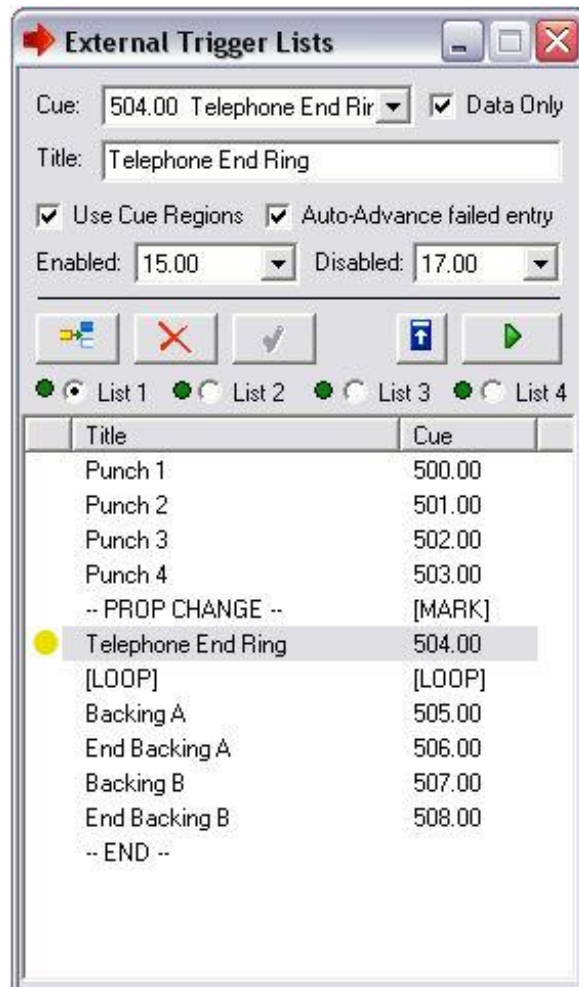 External Trigger Lists
Cue: 504.00 Telephone End Rir Data Only
Title: Telephone End Ring
Use Cue Regions Auto-Advance failed entry
Enabled: 15.00 Disabled: 17.00
List 1 List 2 List 3 List 4
Title Cue
Punch 1 500.00
Punch 2 501.00
Punch 3 502.00
Punch 4 503.00
-- PROP CHANGE -- [MARK]
Telephone End Ring 504.00
[LOOP] [LOOP]
Backing A 505.00
End Backing A 506.00
Backing B 507.00
End Backing B 508.00
-- END --